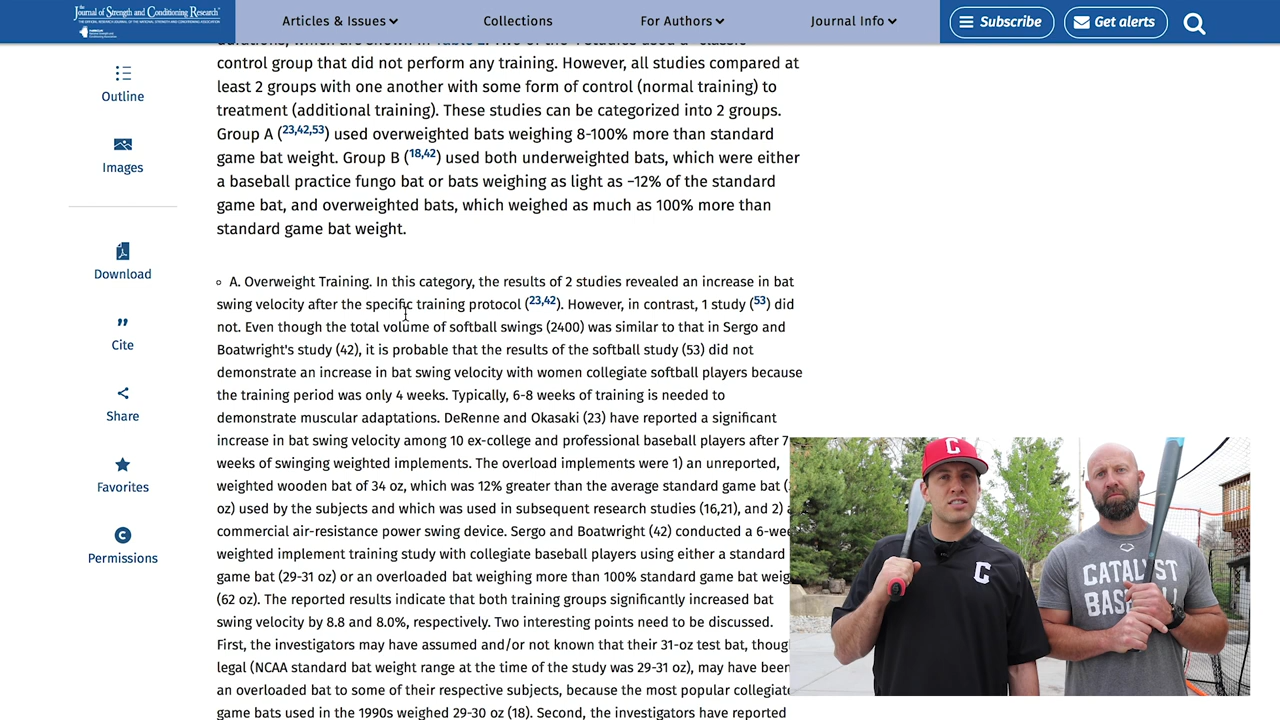 the Journal of Strength and Conditioning Research™
Articles & Issues
Collections
For Authors
Journal Info
Subscribe
Get alerts
Outline
Images
Download
Cite
Share
Favorites
Permissions
control group that did not perform any training. However, all studies compared at
least 2 groups with one another with some form of control (normal training) to
treatment (additional training). These studies can be categorized into 2 groups.
Group A (23,42,53) used overweighted bats weighing 8-100% more than standard
game bat weight. Group B (18,42) used both underweighted bats, which were either
a baseball practice fungo bat or bats weighing as light as −12% of the standard
game bat, and overweighted bats, which weighed as much as 100% more than
standard game bat weight.
A. Overweight Training. In this category, the results of 2 studies revealed an increase in bat
swing velocity after the specific training protocol (23,42). However, in contrast, 1 study (53) did
not. Even though the total volume of softball swings (2400) was similar to that in Sergo and
Boatwright's study (42), it is probable that the results of the softball study (53) did not
demonstrate an increase in bat swing velocity with women collegiate softball players because
the training period was only 4 weeks. Typically, 6-8 weeks of training is needed to
demonstrate muscular adaptations. DeRenne and Okasaki (23) have reported a significant
increase in bat swing velocity among 10 ex-college and professional baseball players after 7
weeks of swinging weighted implements. The overload implements were 1) an unreported,
weighted wooden bat of 34 oz, which was 12% greater than the average standard game bat (
oz) used by the subjects and which was used in subsequent research studies (16,21), and 2)
commercial air-resistance power swing device. Sergo and Boatwright (42) conducted a 6-wee
weighted implement training study with collegiate baseball players using either a standard
game bat (29-31 oz) or an overloaded bat weighing more than 100% standard game bat weig
(62 oz). The reported results indicate that both training groups significantly increased bat
swing velocity by 8.8 and 8.0%, respectively. Two interesting points need to be discussed.
First, the investigators may have assumed and/or not known that their 31-oz test bat, though
legal (NCAA standard bat weight range at the time of the study was 29-31 oz), may have been
an overloaded bat to some of their respective subjects, because the most popular collegiate
game bats used in the 1990s weighed 29-30 oz (18). Second, the investigators have reported
C
C
CATALYST
BASEBALL